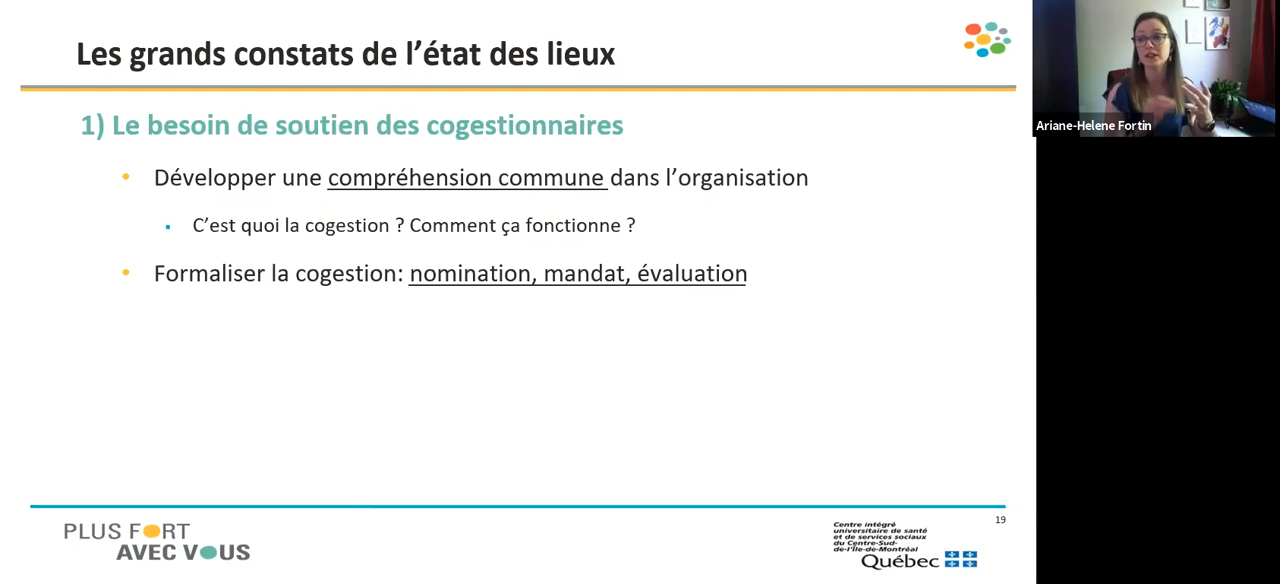 Les grands constats de l’état des lieux
1) Le besoin de soutien des cogestionnaires
Développer une compréhension commune dans l’organisation
C’est quoi la cogestion ? Comment ça fonctionne ?
Formaliser la cogestion: nomination, mandat, évaluation
19
PLUS FORT
AVEC VOUS
Centre intégré
universitaire de santé
et de services sociaux
du Centre-Sud-
de-l’Île-de-Montréal
Québec
Ariane-Helene Fortin